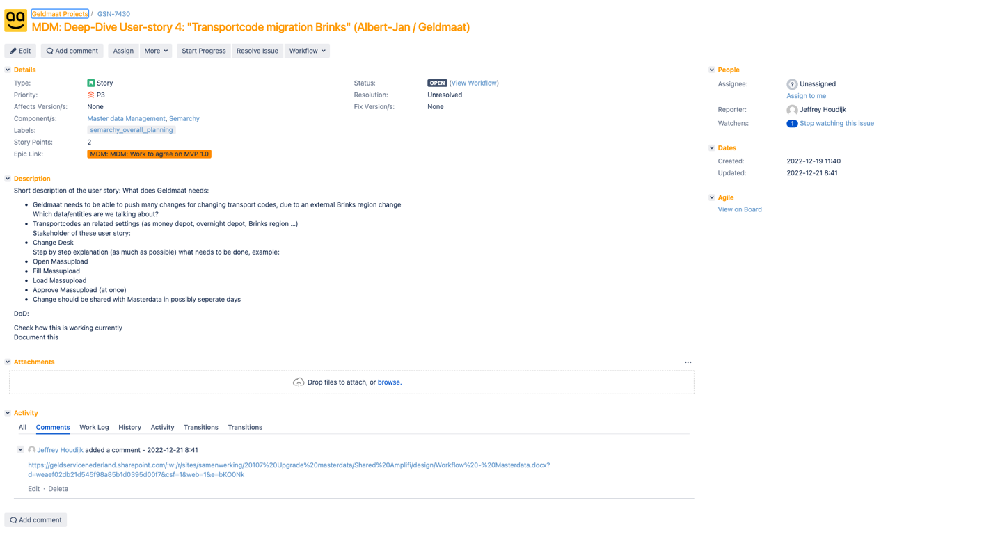 Geldmaat Projects / GSN-7430
MDM: Deep-Dive User-story 4: "Transportcode migration Brinks" (Albert-Jan / Geldmaat)
Edit Add comment Assign More Start Progress Resolve Issue Workflow
Details
Type: Story
Priority: P3
Affects Version/s: None
Component/s: Master data Management, Semarchy
Labels: semarchy_overall_planning
Story Points: 2
Epic Link: MDM: MDM: Work to agree on MVP 1.0
Status: OPEN (View Workflow)
Resolution: Unresolved
Fix Version/s: None
Description
Short description of the user story: What does Geldmaat needs:
• Geldmaat needs to be able to push many changes for changing transport codes, due to an external Brinks region change
Which data/entities are we talking about?
• Transportcodes an related settings (as money depot, overnight depot, Brinks region ...)
Stakeholder of these user story:
• Change Desk
Step by step explanation (as much as possible) what needs to be done, example:
• Open Massupload
• Fill Massupload
• Load Massupload
• Approve Massupload (at once)
• Change should be shared with Masterdata in possibly seperate days
DoD:
Check how this is working currently
Document this
Attachments
Drop files to attach, or browse.
Activity
All Comments Work Log History Activity Transitions Transitions
Jeffrey Houdijk added a comment - 2022-12-21 8:41
https://geldservicenederland.sharepoint.com/:w:/r/sites/samenwerking/20107%20Upgrade%20masterdata/Shared%20Amplifi/design/Workflow%20-%20Masterdata.docx?
d=weaef02db21d545f98a85b1d0395d00f7&csf=1&web=1&e=bKO0Nk
Edit · Delete
Add comment
People
Assignee: ? Unassigned
Assign to me
Reporter: Jeffrey Houdijk
Watchers: 1 Stop watching this issue
Dates
Created: 2022-12-19 11:40
Updated: 2022-12-21 8:41
Agile
View on Board